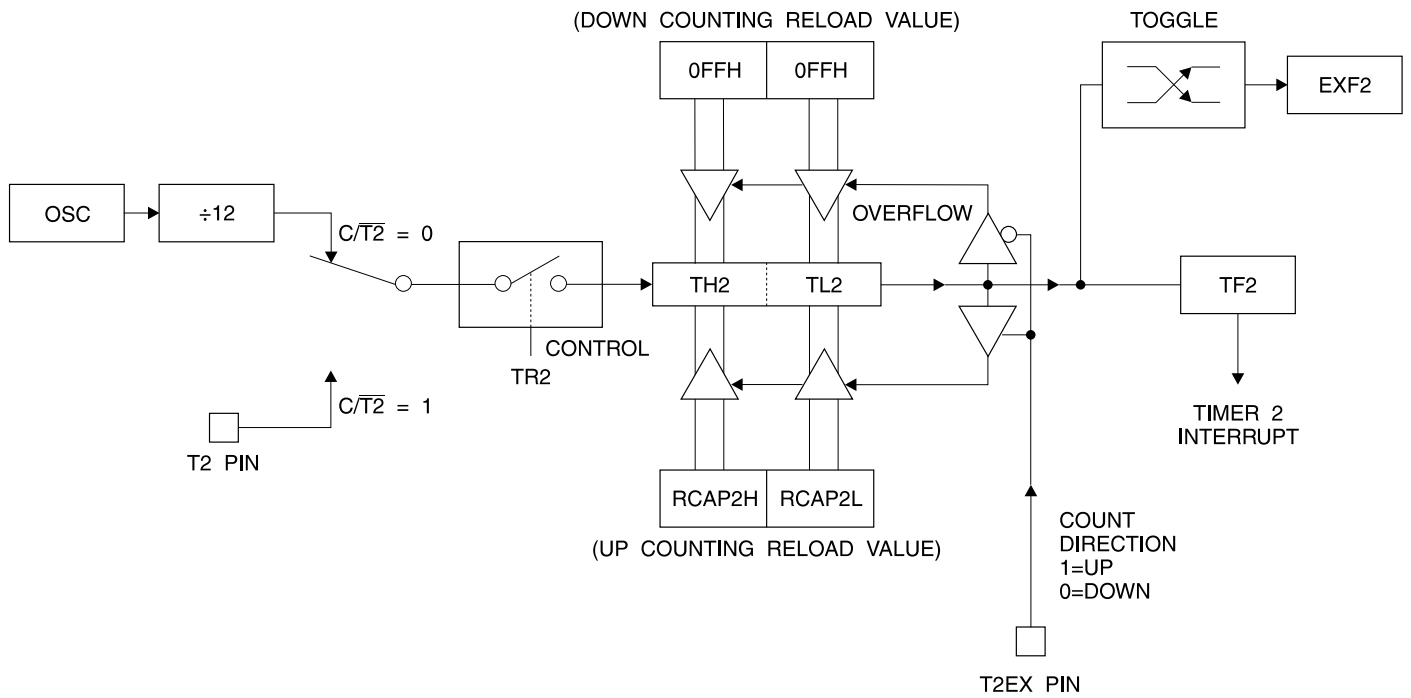 (DOWN COUNTING RELOAD VALUE)
TOGGLE
0FFH
0FFH
EXF2
OSC
÷12
C/T2̅ = 0
OVERFLOW
TH2
TL2
TF2
CONTROL
TR2
C/T2̅ = 1
T2 PIN
TIMER 2
INTERRUPT
RCAP2H
RCAP2L
(UP COUNTING RELOAD VALUE)
COUNT
DIRECTION
1=UP
0=DOWN
T2EX PIN